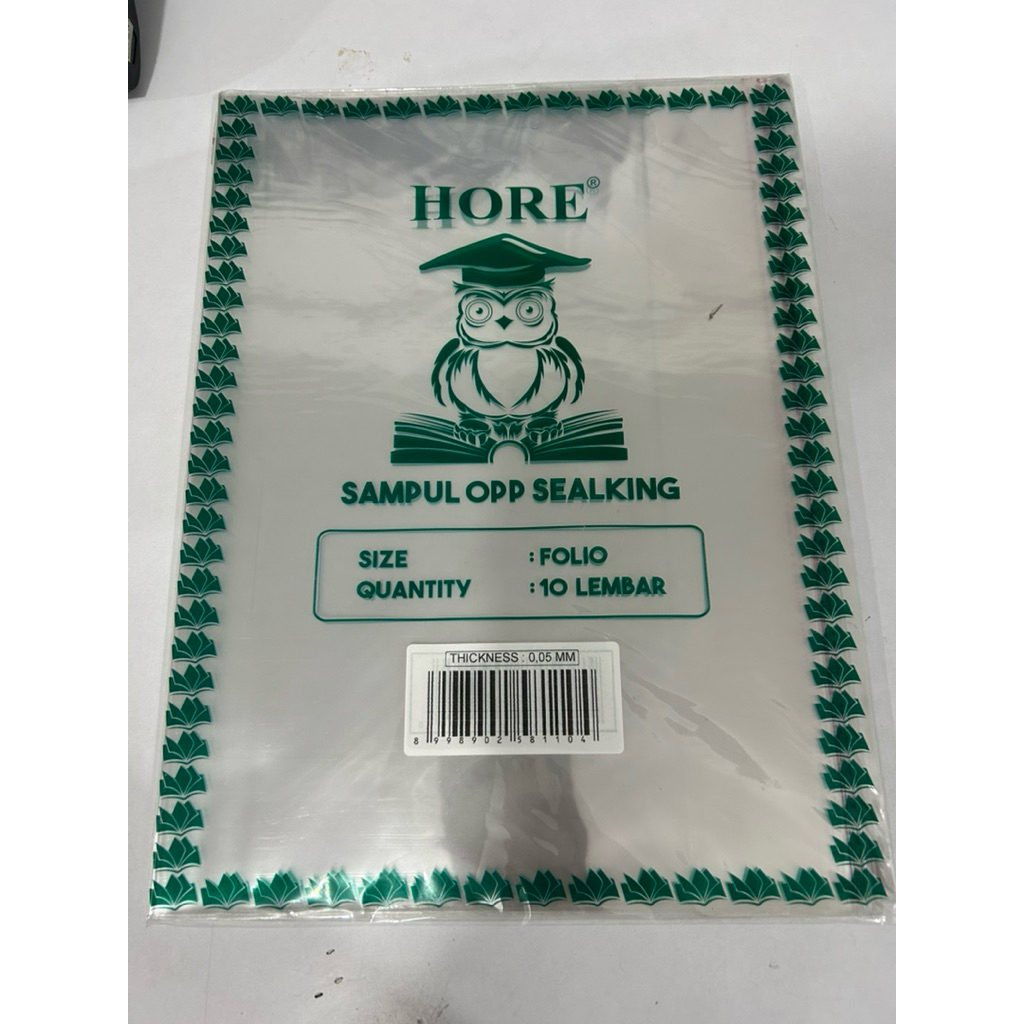 HORE®
SAMPUL OPP SEALKING
SIZE : FOLIO
QUANTITY : 10 LEMBAR
THICKNESS : 0,05 MM
8 998902 581104